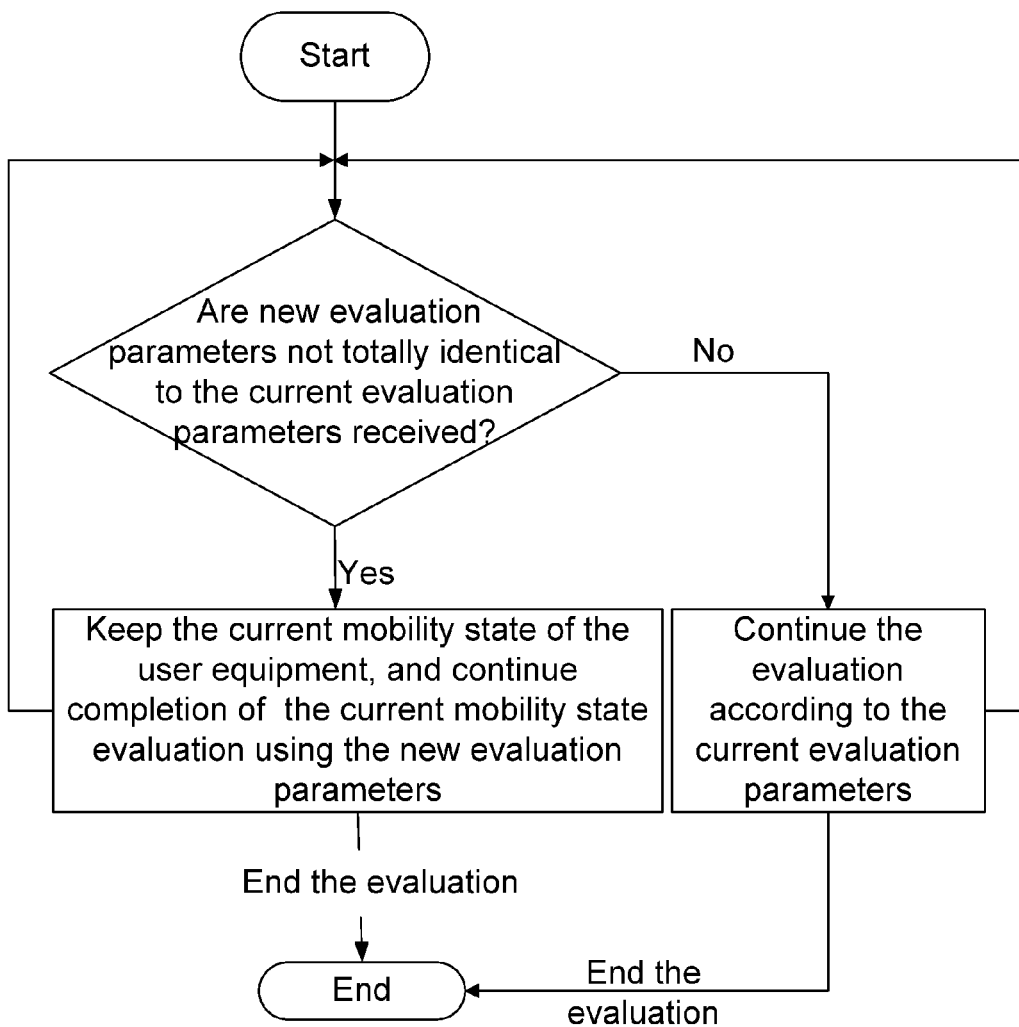 Start
Are new evaluation
parameters not totally identical
to the current evaluation
parameters received?
No
Yes
Keep the current mobility state of the
user equipment, and continue
completion of the current mobility state
evaluation using the new evaluation
parameters
Continue the
evaluation
according to the
current evaluation
parameters
End the evaluation
End
End the
evaluation